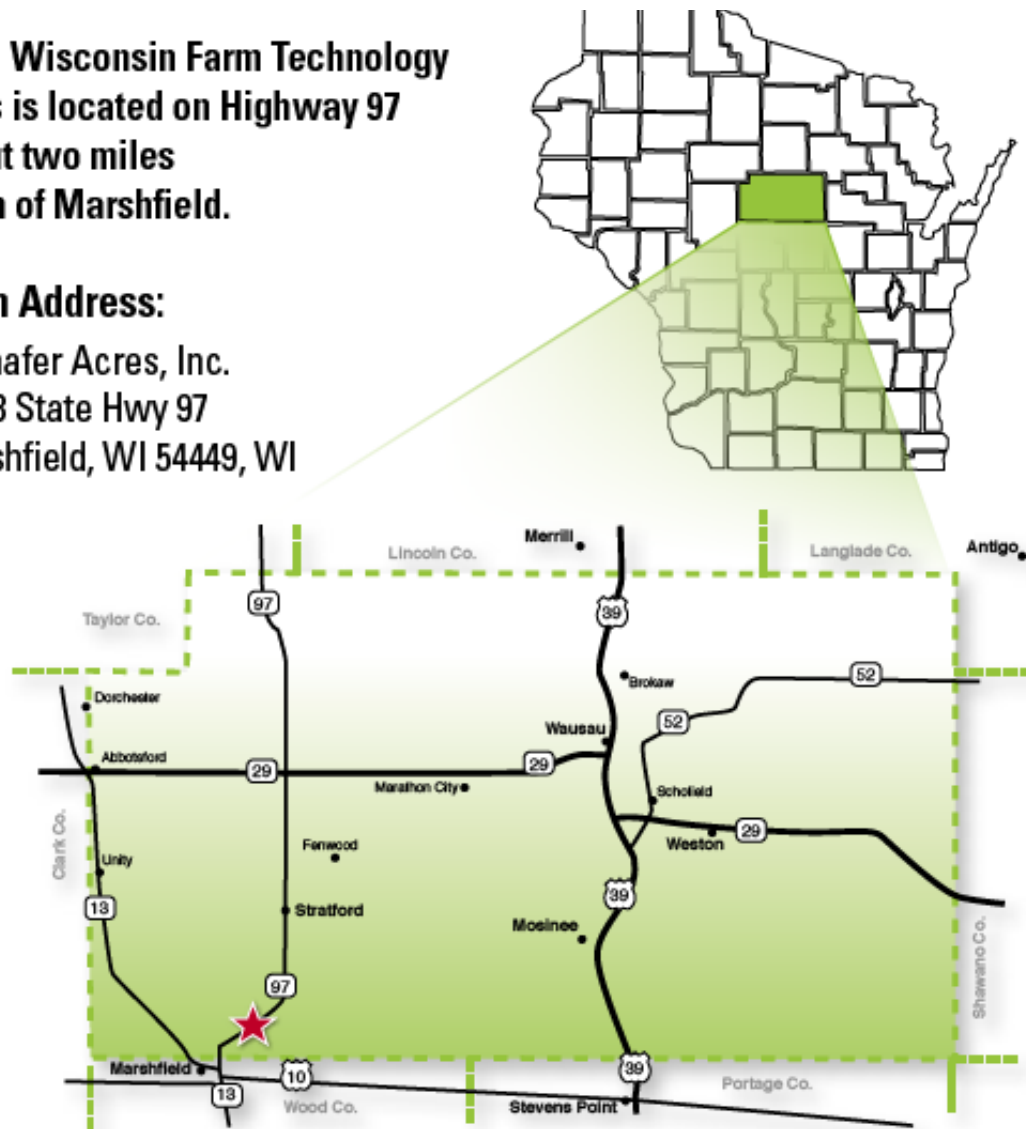 Wisconsin Farm Technology
s is located on Highway 97
ut two miles
n of Marshfield.
n Address:
nafer Acres, Inc.
3 State Hwy 97
shfield, WI 54449, WI
Merrill
Lincoln Co.
Langlade Co.
Antigo
97
39
Taylor Co.
52
Brokaw
Dorchester
52
Wausau
Abbotsford
29
29
Marathon City
Schofield
Clark Co.
29
Weston
Fenwood
Unity
39
13
Stratford
Mosinee
Shawano Co.
97
Marshfield
10
39
13
Portage Co.
Wood Co.
Stevens Point